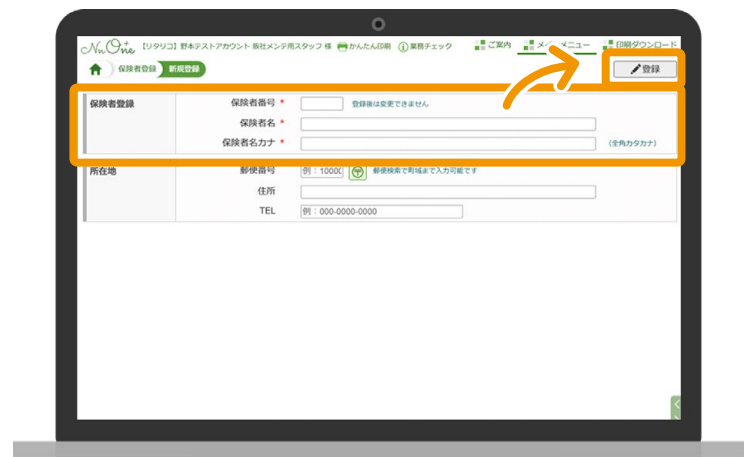 NuOne 【リタリコ】野本テストアカウント 販社メンテ用スタッフ 様 かんたん印刷 業務チェック ご案内 メインメニュー 印刷ダウンロード
保険者登録 新規登録 登録
保険者登録 保険者番号 * 登録後は変更できません
保険者名 *
保険者名カナ * (全角カタカナ)
所在地 郵便番号 例：1000 〒 郵便検索で町域まで入力可能です
住所
TEL 例：000-0000-0000